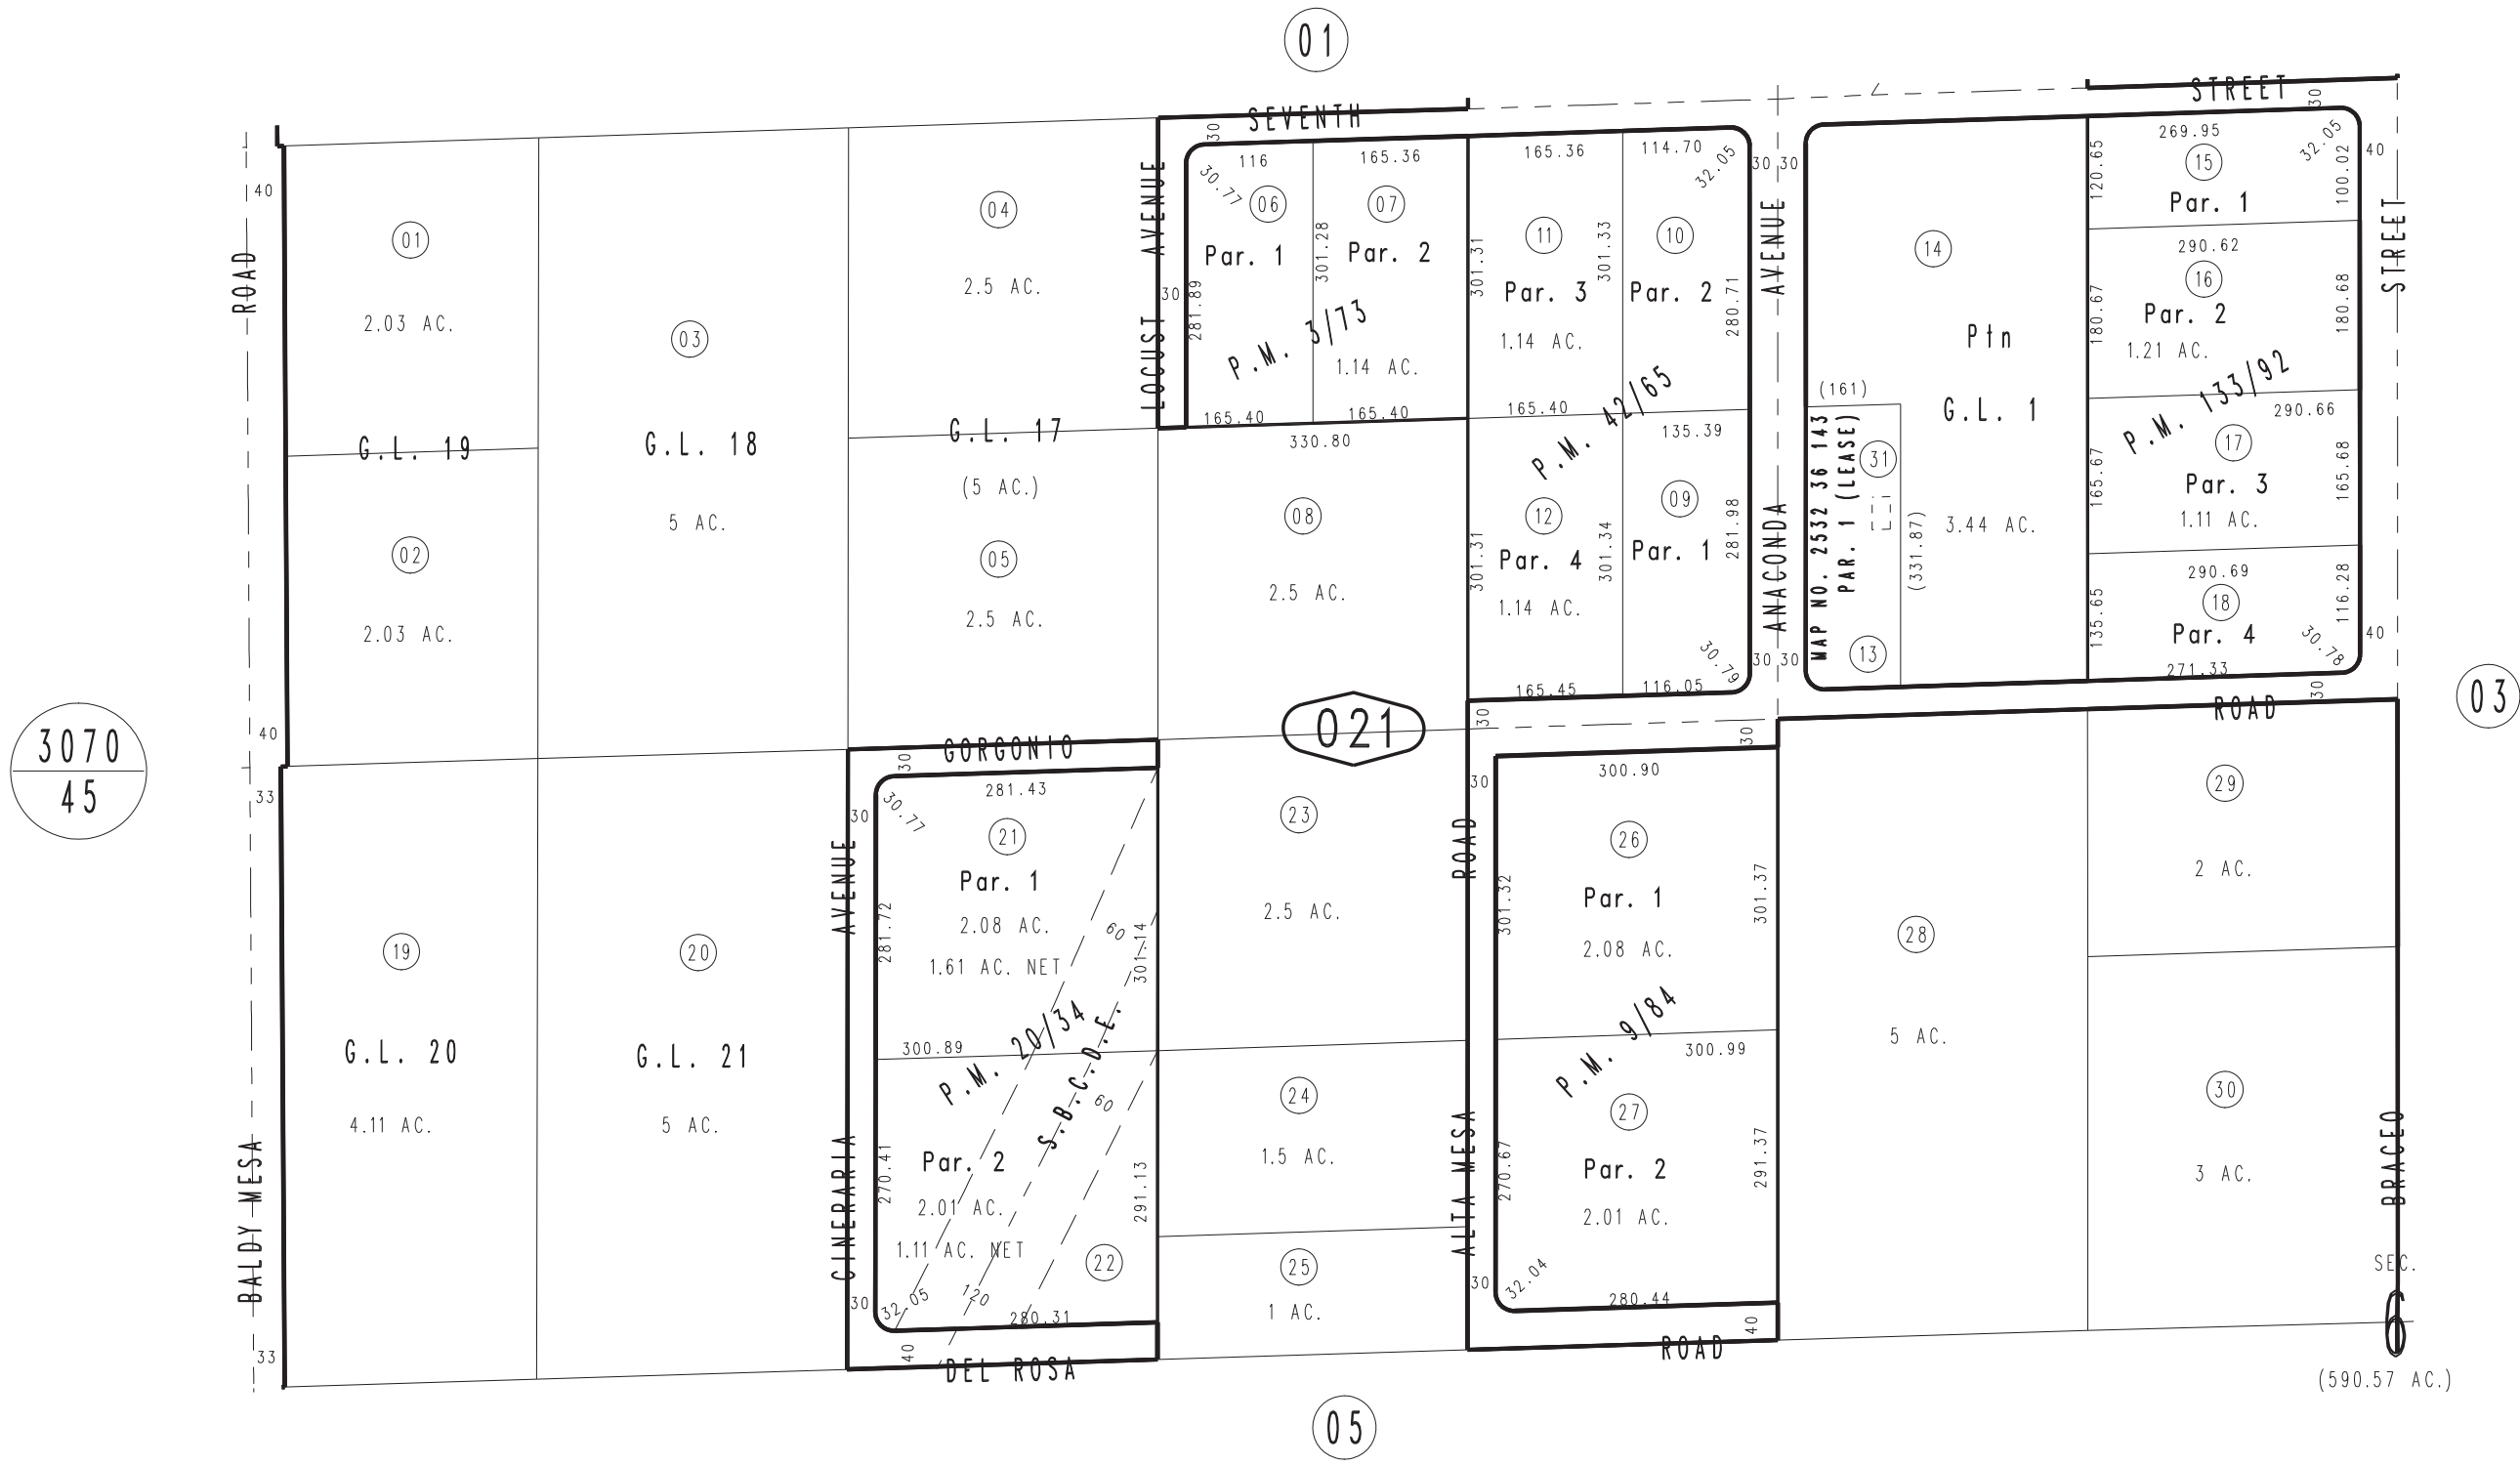 01
SEVENTH
STREET
30
30
116
165.36
165.36
114.70
32.05
30 30
269.95
32.05
40
40
30.77
06
07
11
10
15
120.65
100.02
Par. 1
01
04
14
290.62
ROAD
LOCUST AVENUE
AVENUE
STREET
Par. 1
Par. 2
301.28
301.31
301.33
16
2.03 AC.
2.5 AC.
30
281.89
Par. 3
Par. 2
280.71
Par. 2
180.67
180.68
03
P.M. 3/73
1.14 AC.
1.14 AC.
Ptn
1.21 AC.
P.M. 133/92
P.M. 42/65
(161)
G.L. 1
165.40
165.40
165.40
290.66
G.L. 19
G.L. 18
G.L. 17
330.80
135.39
17
MAP NO. 2532 36 143
PAR. 1 (LEASE)
31
(5 AC.)
5 AC.
08
12
09
Par. 3
165.67
165.68
1.11 AC.
3.44 AC.
02
05
Par. 4
Par. 1
301.31
301.34
281.98
ANACONDA
(331.87)
290.69
2.03 AC.
2.5 AC.
2.5 AC.
1.14 AC.
18
135.65
116.28
Par. 4
40
30.79
30 30
13
30.78
271.33
165.45
116.05
30
03
40
021
30
ROAD
3070
45
GORGONIO
30
30
33
281.43
30
300.90
30
30.77
21
23
26
29
Par. 1
AVENUE
ROAD
2 AC.
2.08 AC.
281.72
2.5 AC.
301.32
Par. 1
301.37
1.61 AC. NET
60
301.14
2.08 AC.
28
19
20
P.M. 20/34
P.M. 9/84
5 AC.
300.89
S.B.C.D.E.
300.99
G.L. 20
G.L. 21
60
24
27
30
4.11 AC.
5 AC.
CINERARIA
270.41
Par. 2
291.13
1.5 AC.
ALTA MESA
270.67
Par. 2
291.37
3 AC.
BRACEO
BALDY MESA
2.01 AC.
2.01 AC.
1.11 AC. NET
22
25
SEC.
6
30
32.05
120
280.31
1 AC.
30
32.04
280.44
33
40
DEL ROSA
ROAD
40
(590.57 AC.)
05